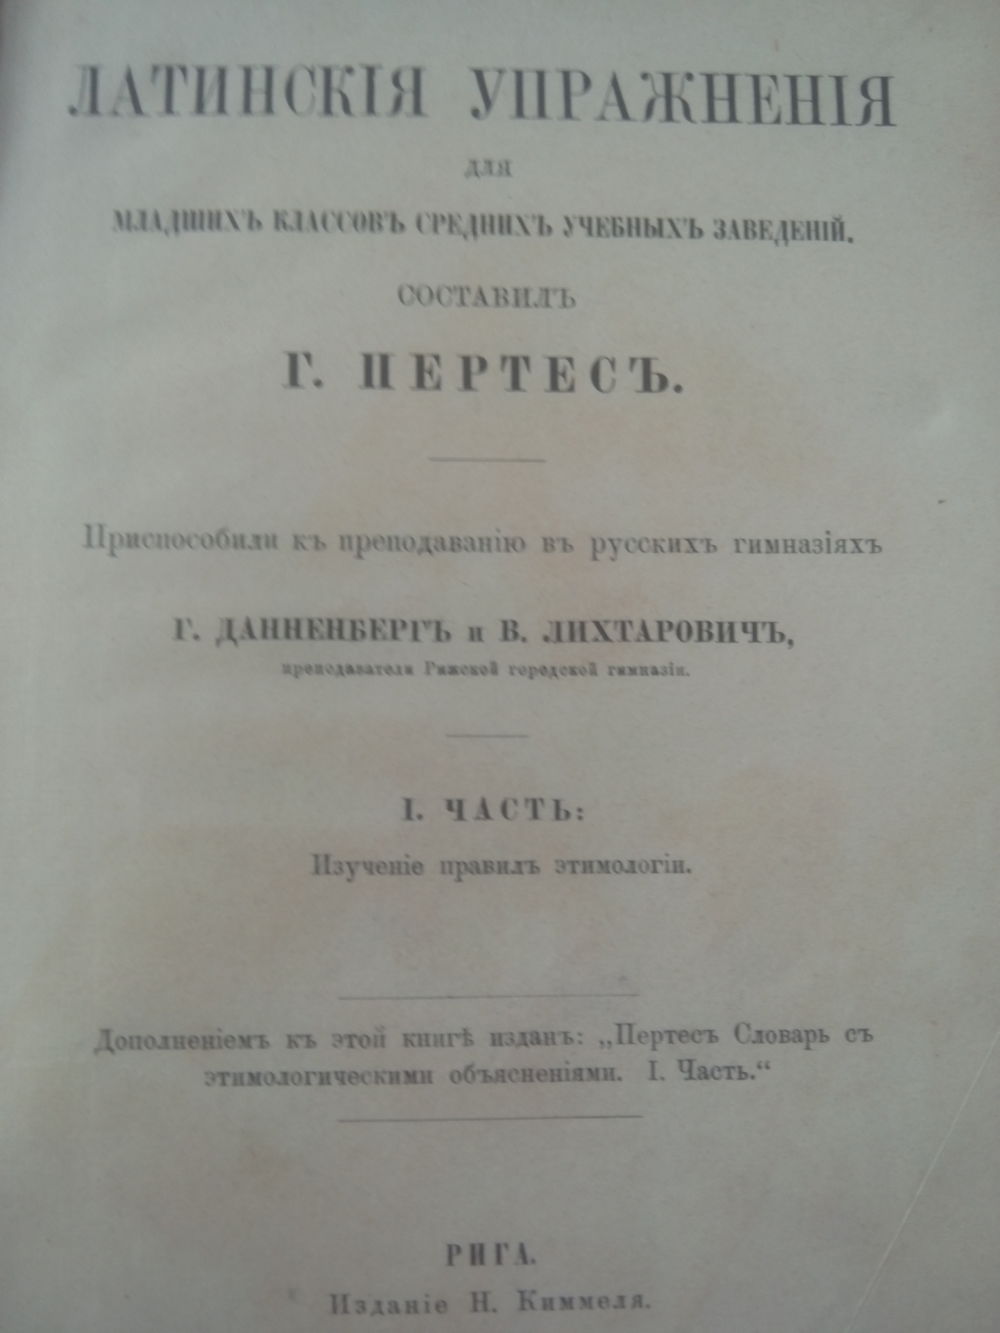 ЛАТИНСКІЯ УПРАЖНЕНІЯ
для
МЛАДШИХЪ КЛАССОВЪ СРЕДНИХЪ УЧЕБНЫХЪ ЗАВЕДЕНІЙ.
СОСТАВИЛЪ
Г. ПЕРТЕСЪ.
Приспособили къ преподаванію въ русскихъ гимназіяхъ
Г. ДАННЕНБЕРГЪ и В. ЛИХТАРОВИЧЪ,
преподаватели Рижской городской гимназіи.
I. ЧАСТЬ:
Изученіе правилъ этимологіи.
Дополненіемъ къ этой книгѣ изданъ: „Пертесъ Словарь съ
этимологическими объясненіями. I. Часть.“
РИГА.
Изданіе Н. Киммеля.